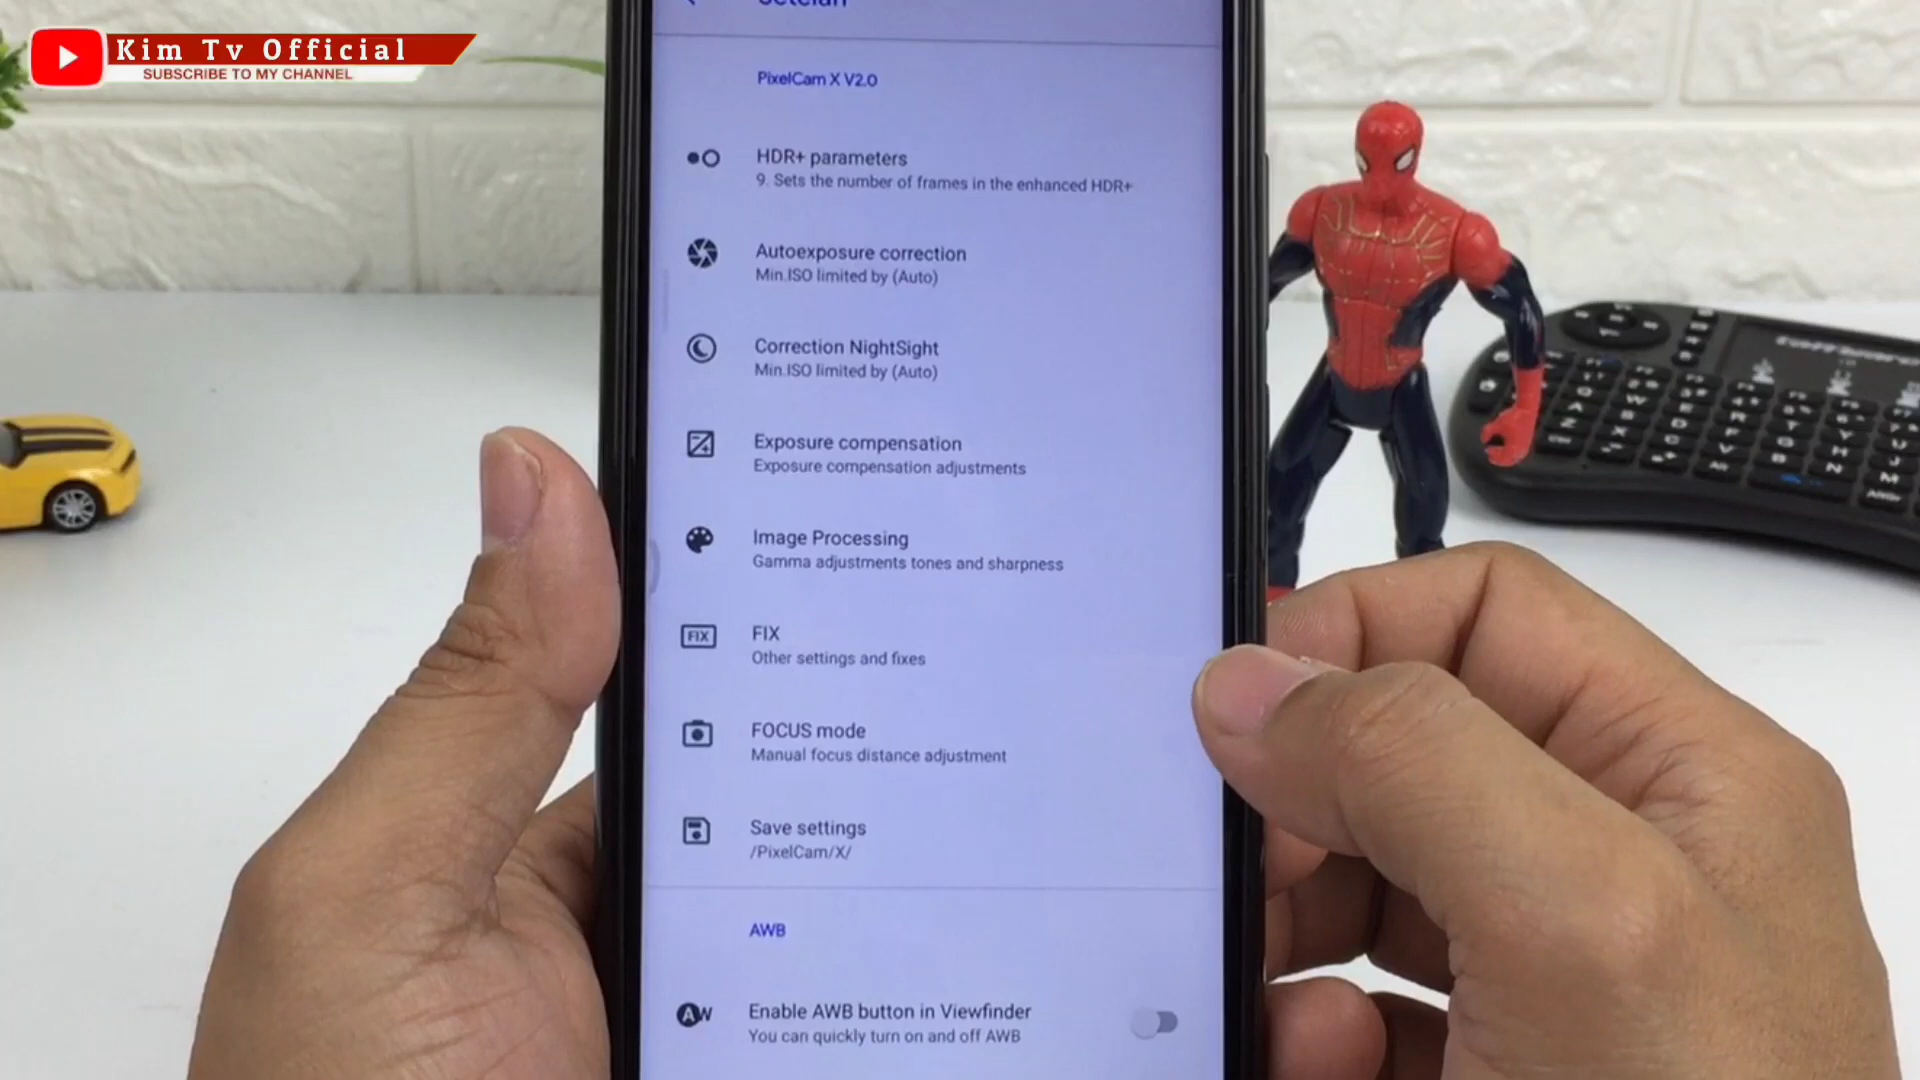 Kim Tv Official
SUBSCRIBE TO MY CHANNEL
Setelan
PixelCam X V2.0
HDR+ parameters
9. Sets the number of frames in the enhanced HDR+
Autoexposure correction
Min.ISO limited by (Auto)
Correction NightSight
Min.ISO limited by (Auto)
Exposure compensation
Exposure compensation adjustments
Image Processing
Gamma adjustments tones and sharpness
FIX
FIX
Other settings and fixes
FOCUS mode
Manual focus distance adjustment
Save settings
/PixelCam/X/
AWB
AW
Enable AWB button in Viewfinder
You can quickly turn on and off AWB